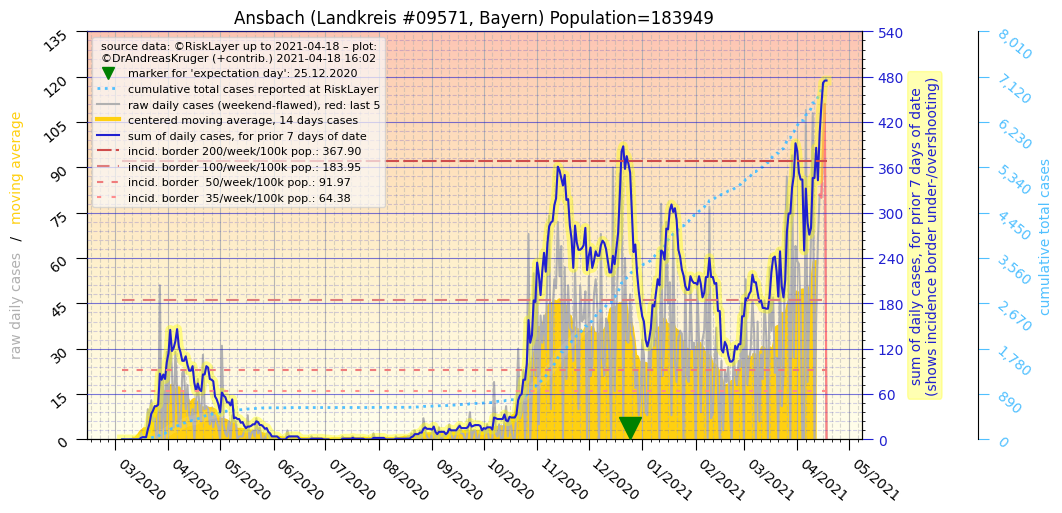 Ansbach (Landkreis #09571, Bayern) Population=183949
source data: ©RiskLayer up to 2021-04-18 – plot:
©DrAndreasKruger (+contrib.) 2021-04-18 16:02
marker for 'expectation day': 25.12.2020
cumulative total cases reported at RiskLayer
raw daily cases (weekend-flawed), red: last 5
centered moving average, 14 days cases
sum of daily cases, for prior 7 days of date
incid. border 200/week/100k pop.: 367.90
incid. border 100/week/100k pop.: 183.95
incid. border  50/week/100k pop.: 91.97
incid. border  35/week/100k pop.: 64.38
raw daily cases / moving average
135
120
105
90
75
60
45
30
15
0
03/2020
04/2020
05/2020
06/2020
07/2020
08/2020
09/2020
10/2020
11/2020
12/2020
01/2021
02/2021
03/2021
04/2021
05/2021
540
480
420
360
300
240
180
120
60
0
sum of daily cases, for prior 7 days of date
(shows incidence border under-/overshooting)
8,010
7,120
6,230
5,340
4,450
3,560
2,670
1,780
890
0
cumulative total cases